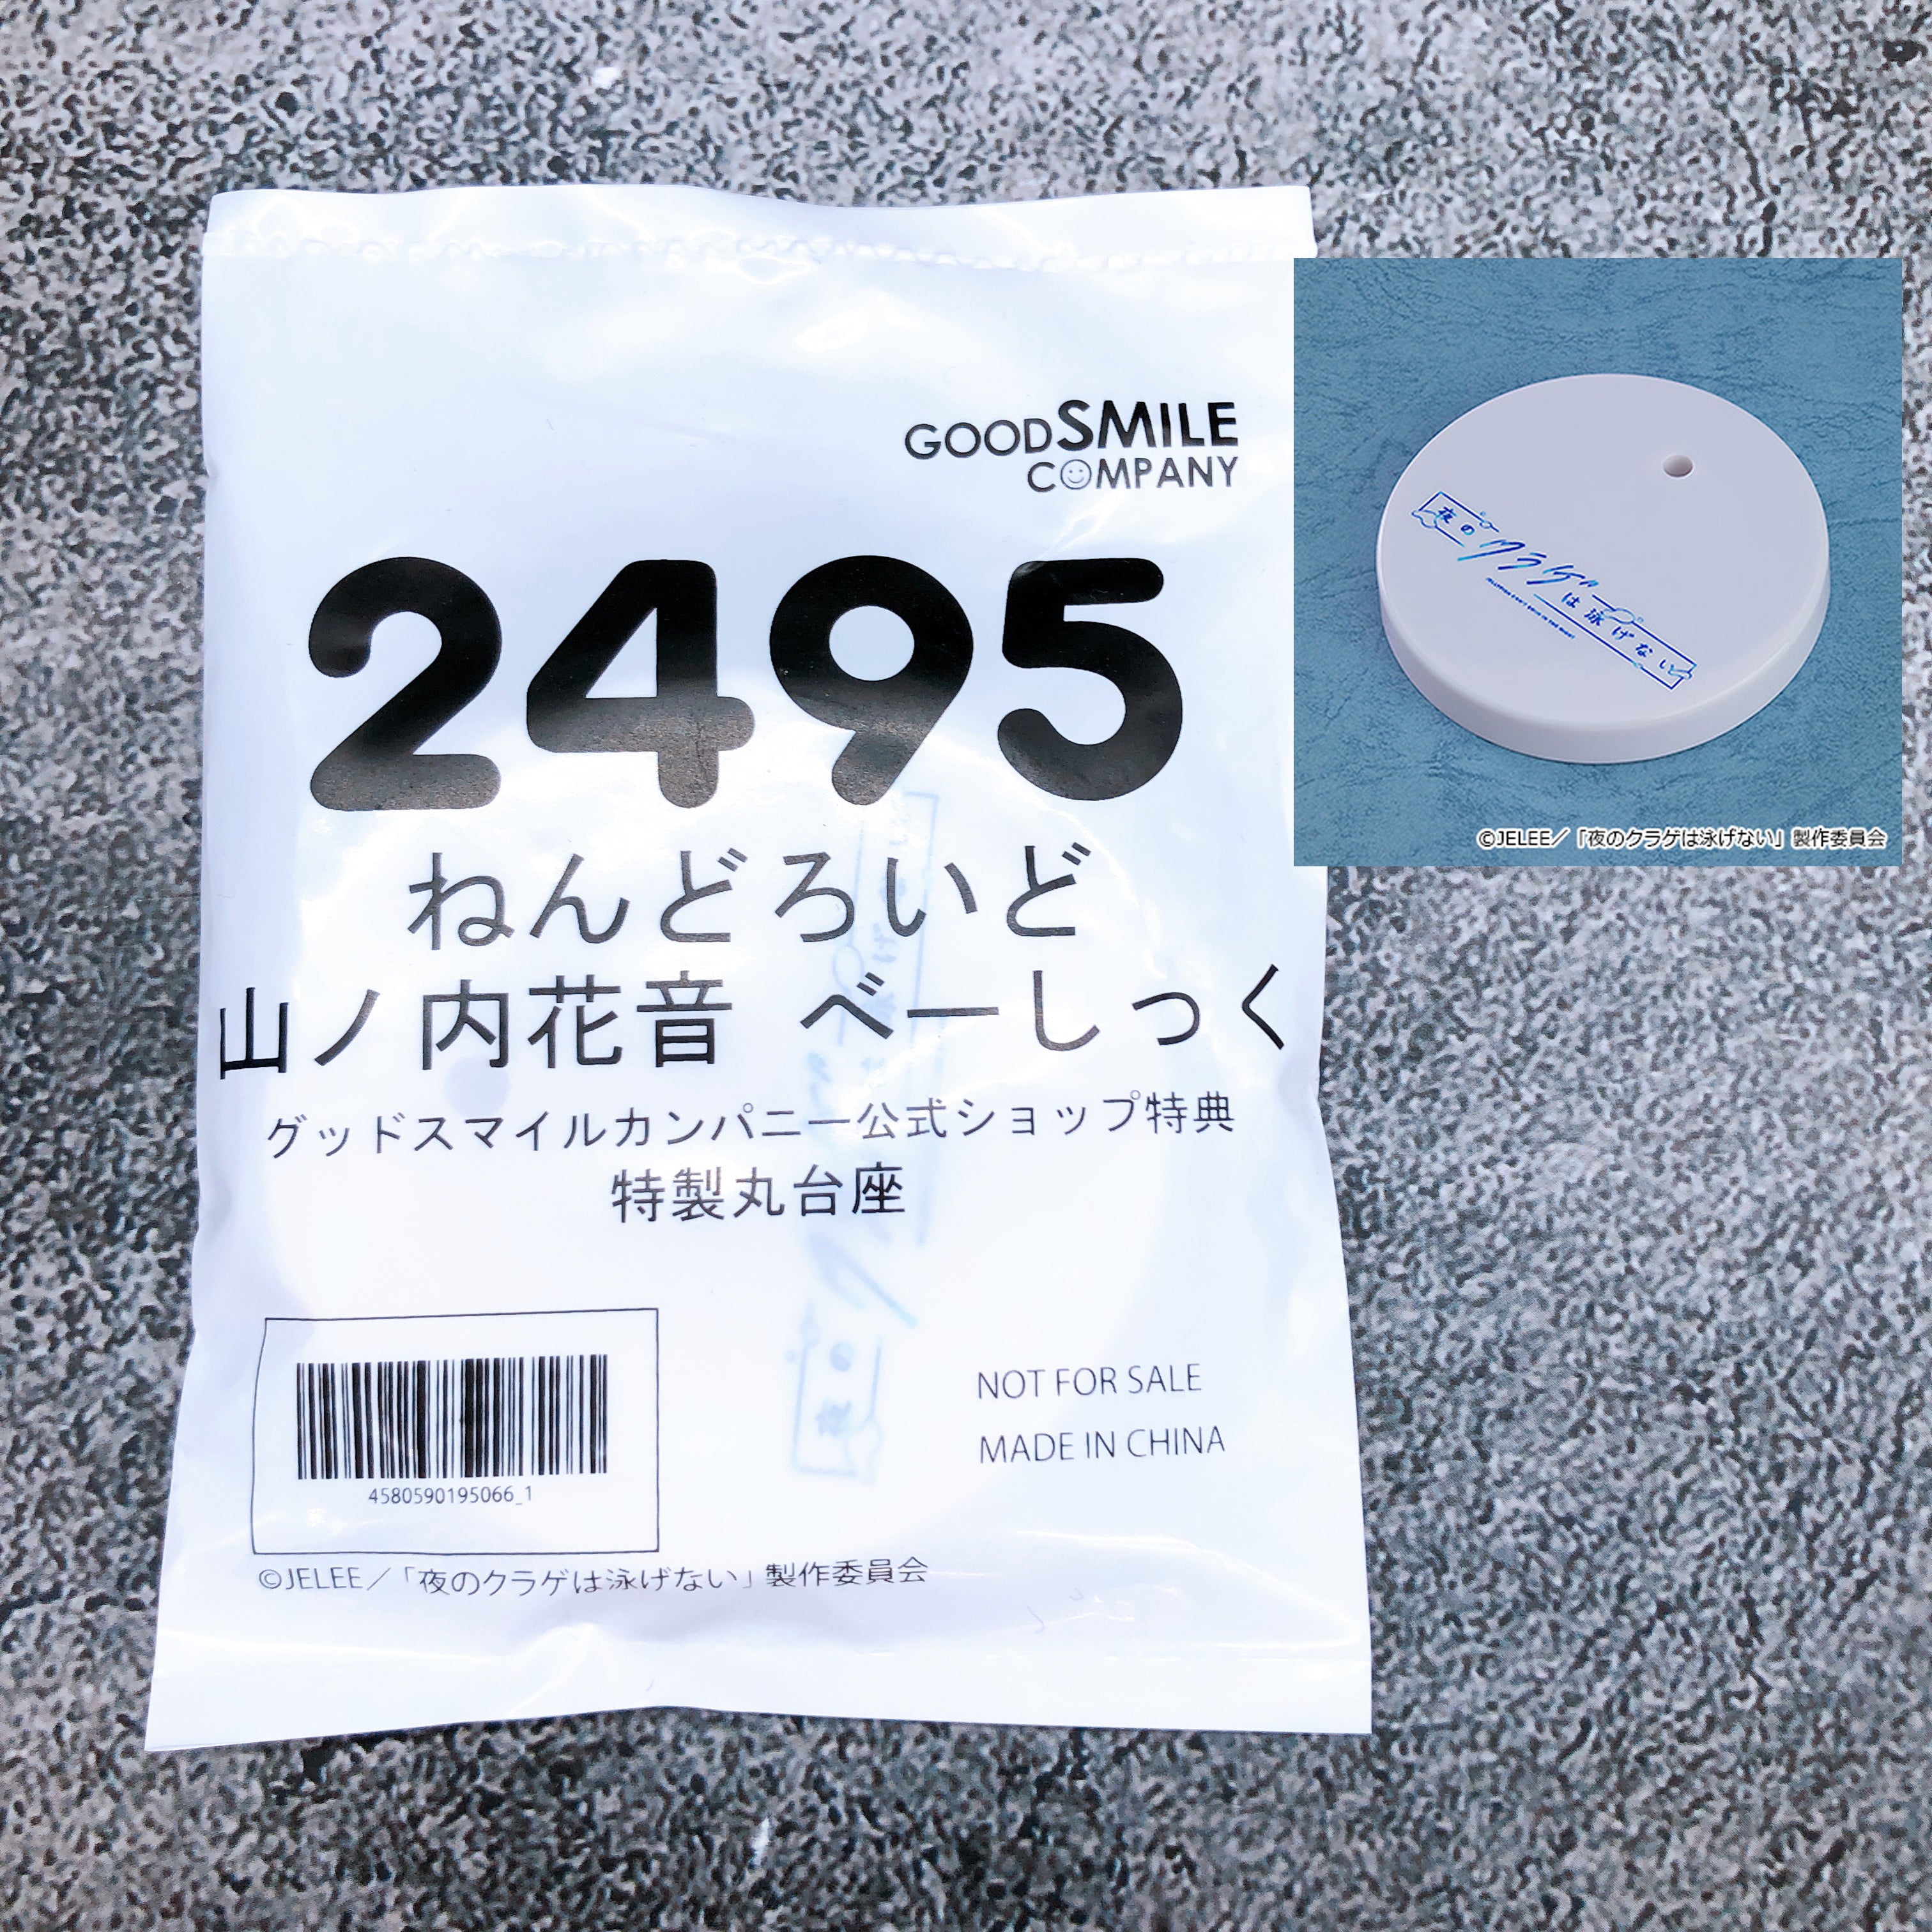 GOODSMILE
COMPANY
2495
ねんどろいど
山ノ内花音 べーしっく
グッドスマイルカンパニー公式ショップ特典
特製丸台座
4580590195066_1
NOT FOR SALE
MADE IN CHINA
©JELEE／「夜のクラゲは泳げない」製作委員会
夜のクラゲは泳げない
©JELEE／「夜のクラゲは泳げない」製作委員会